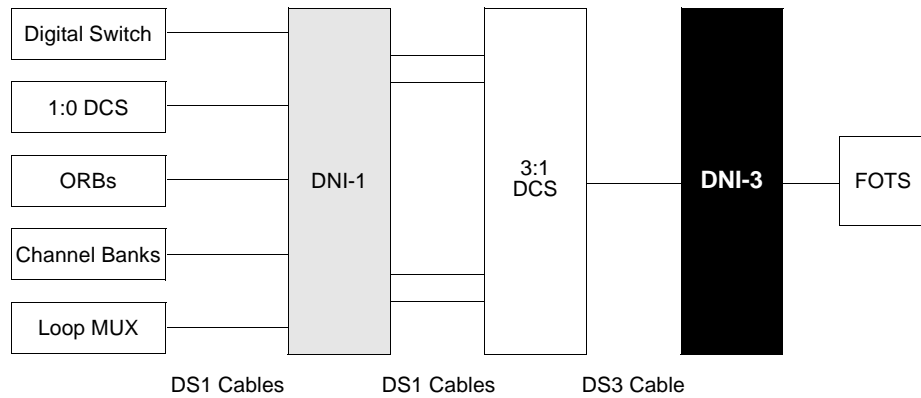 Digital Switch
1:0 DCS
ORBs
Channel Banks
Loop MUX
DNI-1
3:1
DCS
DNI-3
FOTS
DS1 Cables
DS1 Cables
DS3 Cable